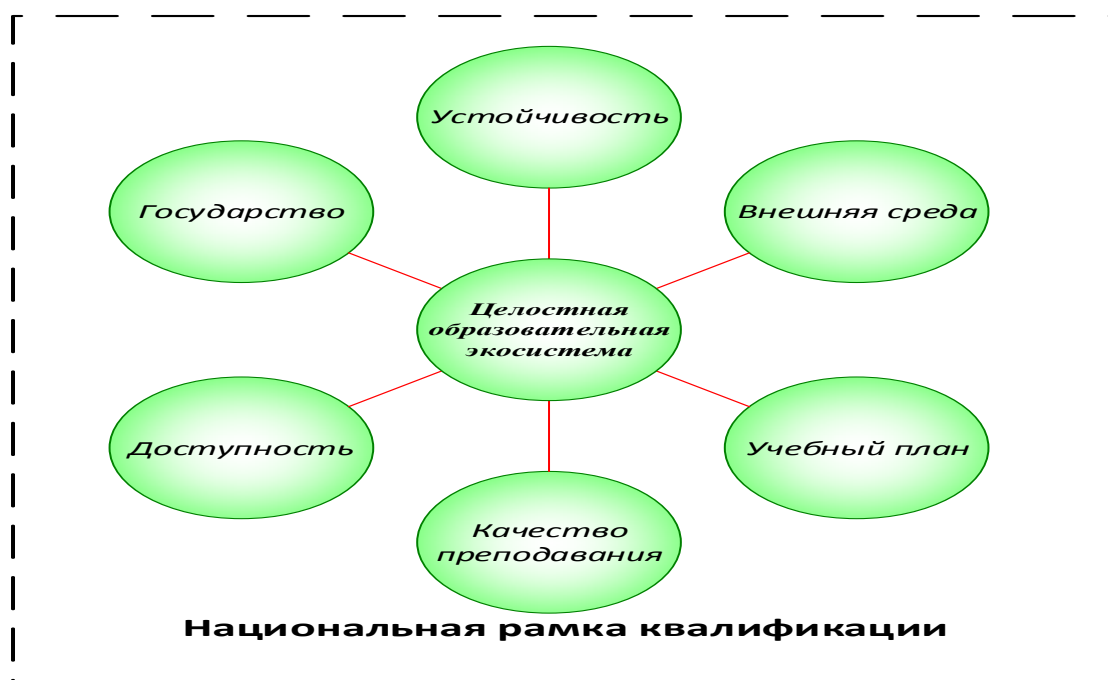 Устойчивость
Государство
Внешняя среда
Целостная
образовательная
экосистема
Доступность
Учебный план
Качество
преподавания
Национальная рамка квалификации